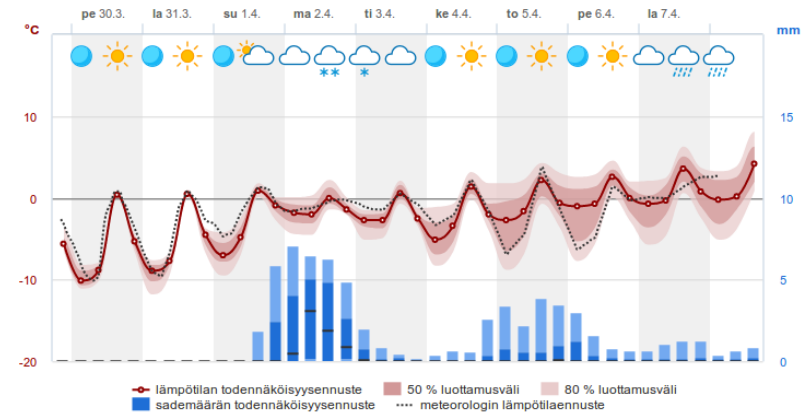 pe 30.3. la 31.3. su 1.4. ma 2.4. ti 3.4. ke 4.4. to 5.4. pe 6.4. la 7.4.
°C mm
10 15
0 10
-10 5
-20 0
lämpötilan todennäköisyysennuste 50 % luottamusväli 80 % luottamusväli
sademäärän todennäköisyysennuste meteorologin lämpötilaennuste